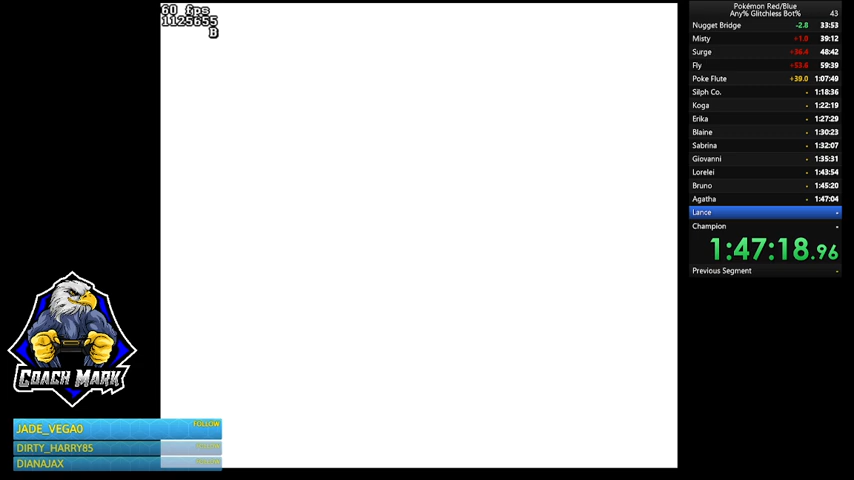 60 fps
1125655
B
Pokémon Red/Blue
Any% Glitchless Bot% 43
Nugget Bridge -2.8 33:53
Misty +1.0 39:12
Surge +36.4 48:42
Fly +53.6 59:39
Poke Flute +39.0 1:07:49
Silph Co. - 1:18:36
Koga - 1:22:19
Erika - 1:27:29
Blaine - 1:30:23
Sabrina - 1:32:07
Giovanni - 1:35:31
Lorelei - 1:43:54
Bruno - 1:45:20
Agatha - 1:47:04
Lance -
Champion -
1:47:18.96
Previous Segment -
COACH MARK
JADE_VEGA0 FOLLOW
DIRTY_HARRY85
DIANAJAX